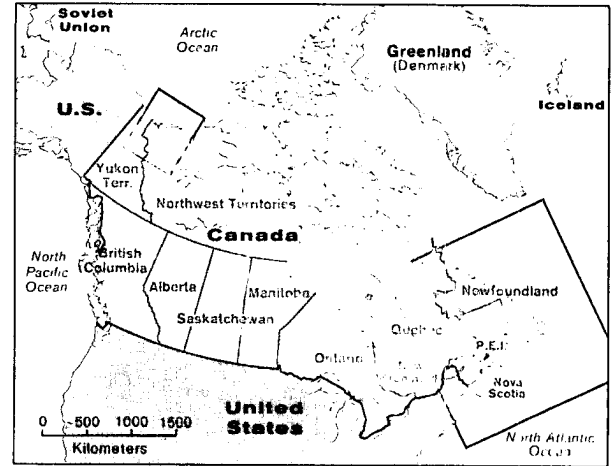 Soviet
Union
Arctic
Ocean
Greenland
(Denmark)
U.S.
Iceland
Yukon
Terr.
Northwest Territories
Canada
North
Pacific
Ocean
British
Columbia
Alberta
Manitoba
Saskatchewan
Newfoundland
Quebec
Ontario
P.E.I.
Nova
Scotia
United
States
0 500 1000 1500
Kilometers
North Atlantic
Ocean